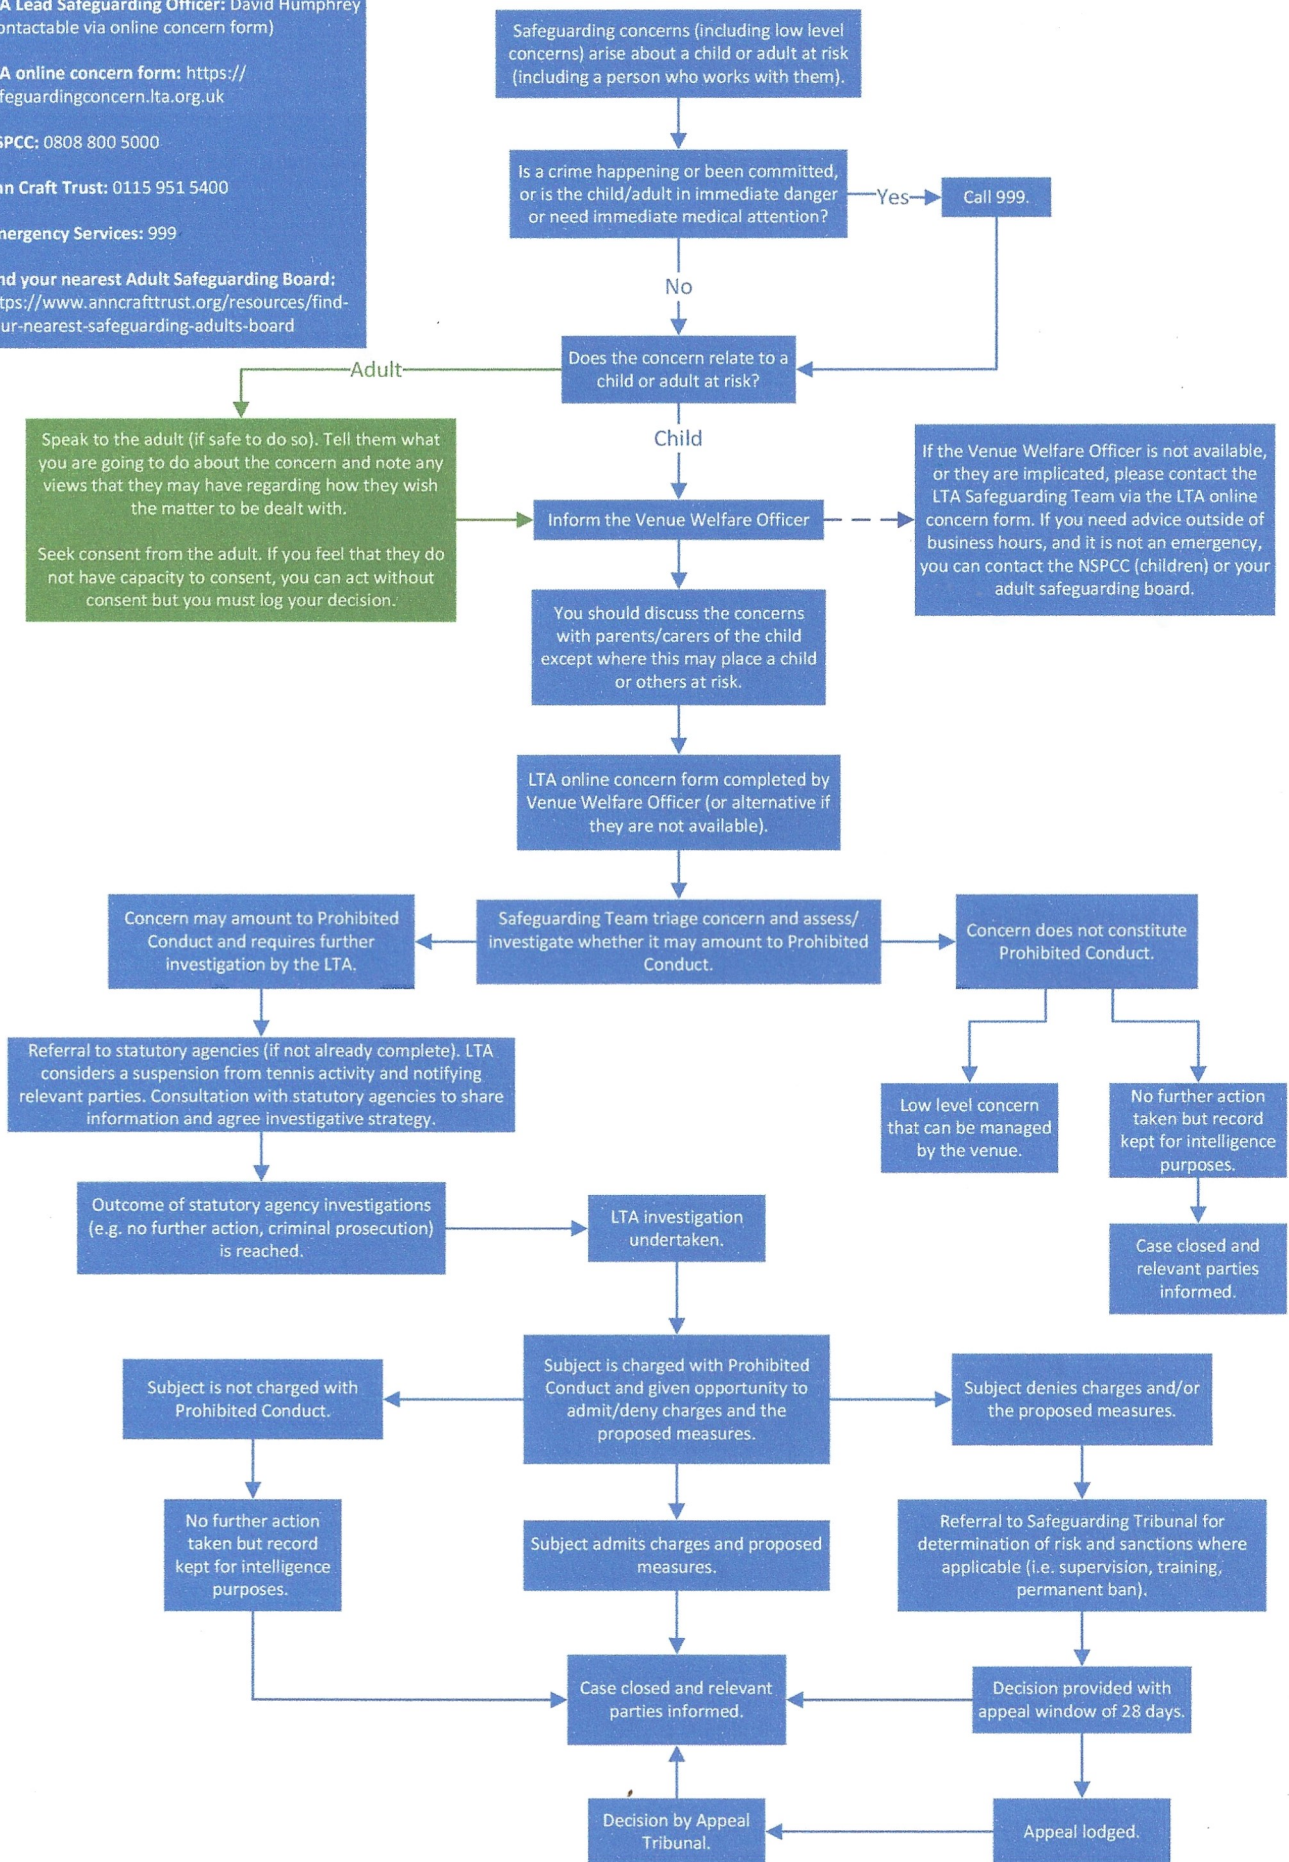 A Lead Safeguarding Officer: David Humphrey
ontactable via online concern form)
A online concern form: https://
feguardingconcern.lta.org.uk
SPCC: 0808 800 5000
nn Craft Trust: 0115 951 5400
mergency Services: 999
nd your nearest Adult Safeguarding Board:
tps://www.anncrafttrust.org/resources/find-
ur-nearest-safeguarding-adults-board
Safeguarding concerns (including low level
concerns) arise about a child or adult at risk
(including a person who works with them).
Is a crime happening or been committed,
or is the child/adult in immediate danger
or need immediate medical attention?
Yes
Call 999.
No
Does the concern relate to a
child or adult at risk?
Adult
Speak to the adult (if safe to do so). Tell them what
you are going to do about the concern and note any
views that they may have regarding how they wish
the matter to be dealt with.
Seek consent from the adult. If you feel that they do
not have capacity to consent, you can act without
consent but you must log your decision.
Child
Inform the Venue Welfare Officer
If the Venue Welfare Officer is not available,
or they are implicated, please contact the
LTA Safeguarding Team via the LTA online
concern form. If you need advice outside of
business hours, and it is not an emergency,
you can contact the NSPCC (children) or your
adult safeguarding board.
You should discuss the concerns
with parents/carers of the child
except where this may place a child
or others at risk.
LTA online concern form completed by
Venue Welfare Officer (or alternative if
they are not available).
Concern may amount to Prohibited
Conduct and requires further
investigation by the LTA.
Safeguarding Team triage concern and assess/
investigate whether it may amount to Prohibited
Conduct.
Concern does not constitute
Prohibited Conduct.
Referral to statutory agencies (if not already complete). LTA
considers a suspension from tennis activity and notifying
relevant parties. Consultation with statutory agencies to share
information and agree investigative strategy.
Low level concern
that can be managed
by the venue.
No further action
taken but record
kept for intelligence
purposes.
Outcome of statutory agency investigations
(e.g. no further action, criminal prosecution)
is reached.
LTA investigation
undertaken.
Case closed and
relevant parties
informed.
Subject is not charged with
Prohibited Conduct.
Subject is charged with Prohibited
Conduct and given opportunity to
admit/deny charges and the
proposed measures.
Subject denies charges and/or
the proposed measures.
No further action
taken but record
kept for intelligence
purposes.
Subject admits charges and proposed
measures.
Referral to Safeguarding Tribunal for
determination of risk and sanctions where
applicable (i.e. supervision, training,
permanent ban).
Case closed and relevant
parties informed.
Decision provided with
appeal window of 28 days.
Decision by Appeal
Tribunal.
Appeal lodged.